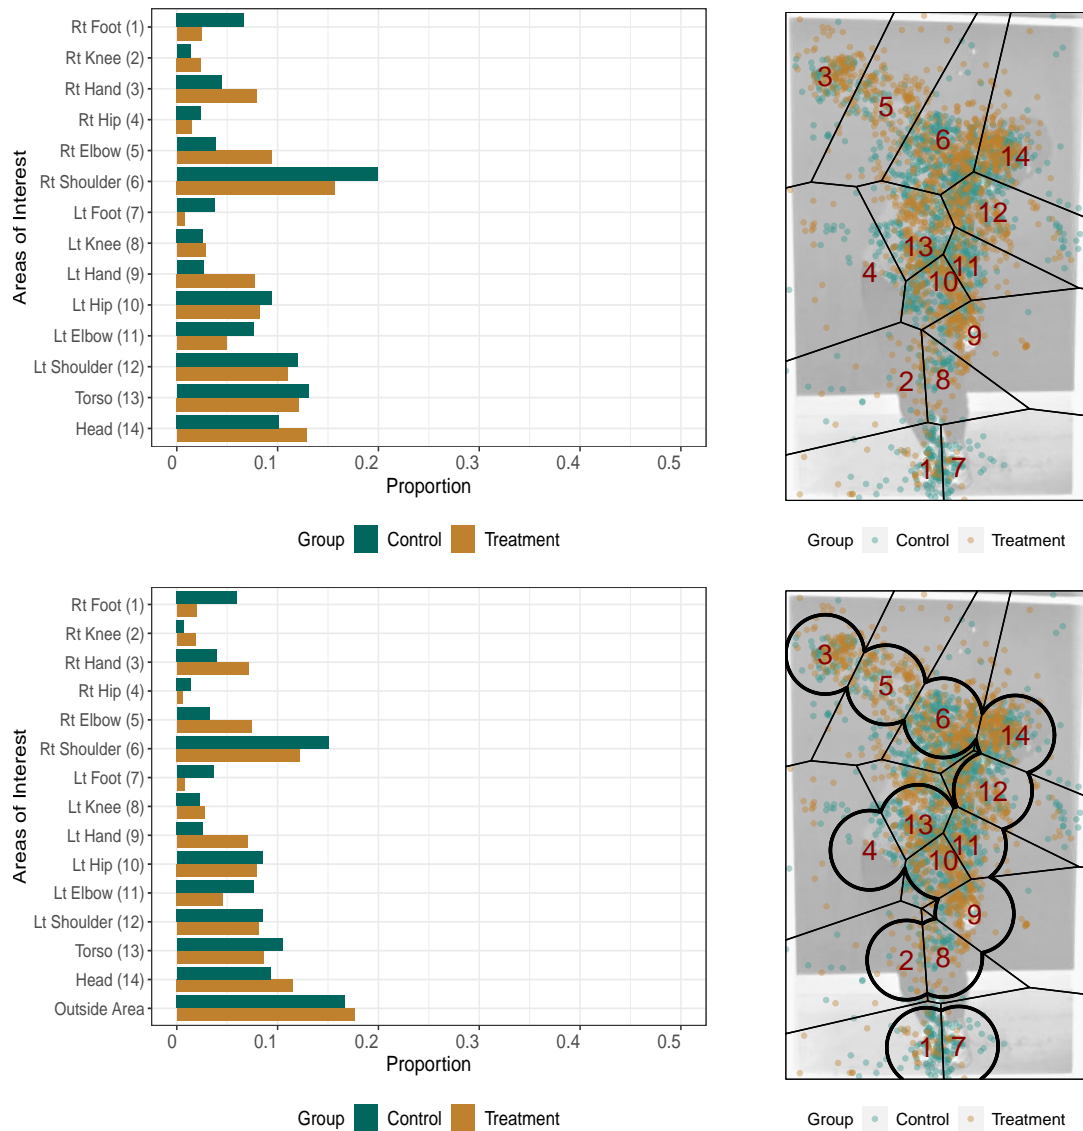 Areas of Interest
Rt Foot (1)
Rt Knee (2)
Rt Hand (3)
Rt Hip (4)
Rt Elbow (5)
Rt Shoulder (6)
Lt Foot (7)
Lt Knee (8)
Lt Hand (9)
Lt Hip (10)
Lt Elbow (11)
Lt Shoulder (12)
Torso (13)
Head (14)
0 0.1 0.2 0.3 0.4 0.5
Proportion
Group Control Treatment
3
5
6
14
12
13
11
4
10
9
2 8
1 7
Group Control Treatment
Areas of Interest
Rt Foot (1)
Rt Knee (2)
Rt Hand (3)
Rt Hip (4)
Rt Elbow (5)
Rt Shoulder (6)
Lt Foot (7)
Lt Knee (8)
Lt Hand (9)
Lt Hip (10)
Lt Elbow (11)
Lt Shoulder (12)
Torso (13)
Head (14)
Outside Area
0 0.1 0.2 0.3 0.4 0.5
Proportion
Group Control Treatment
3
5
6
14
12
13
11
4
10
9
2 8
1 7
Group Control Treatment